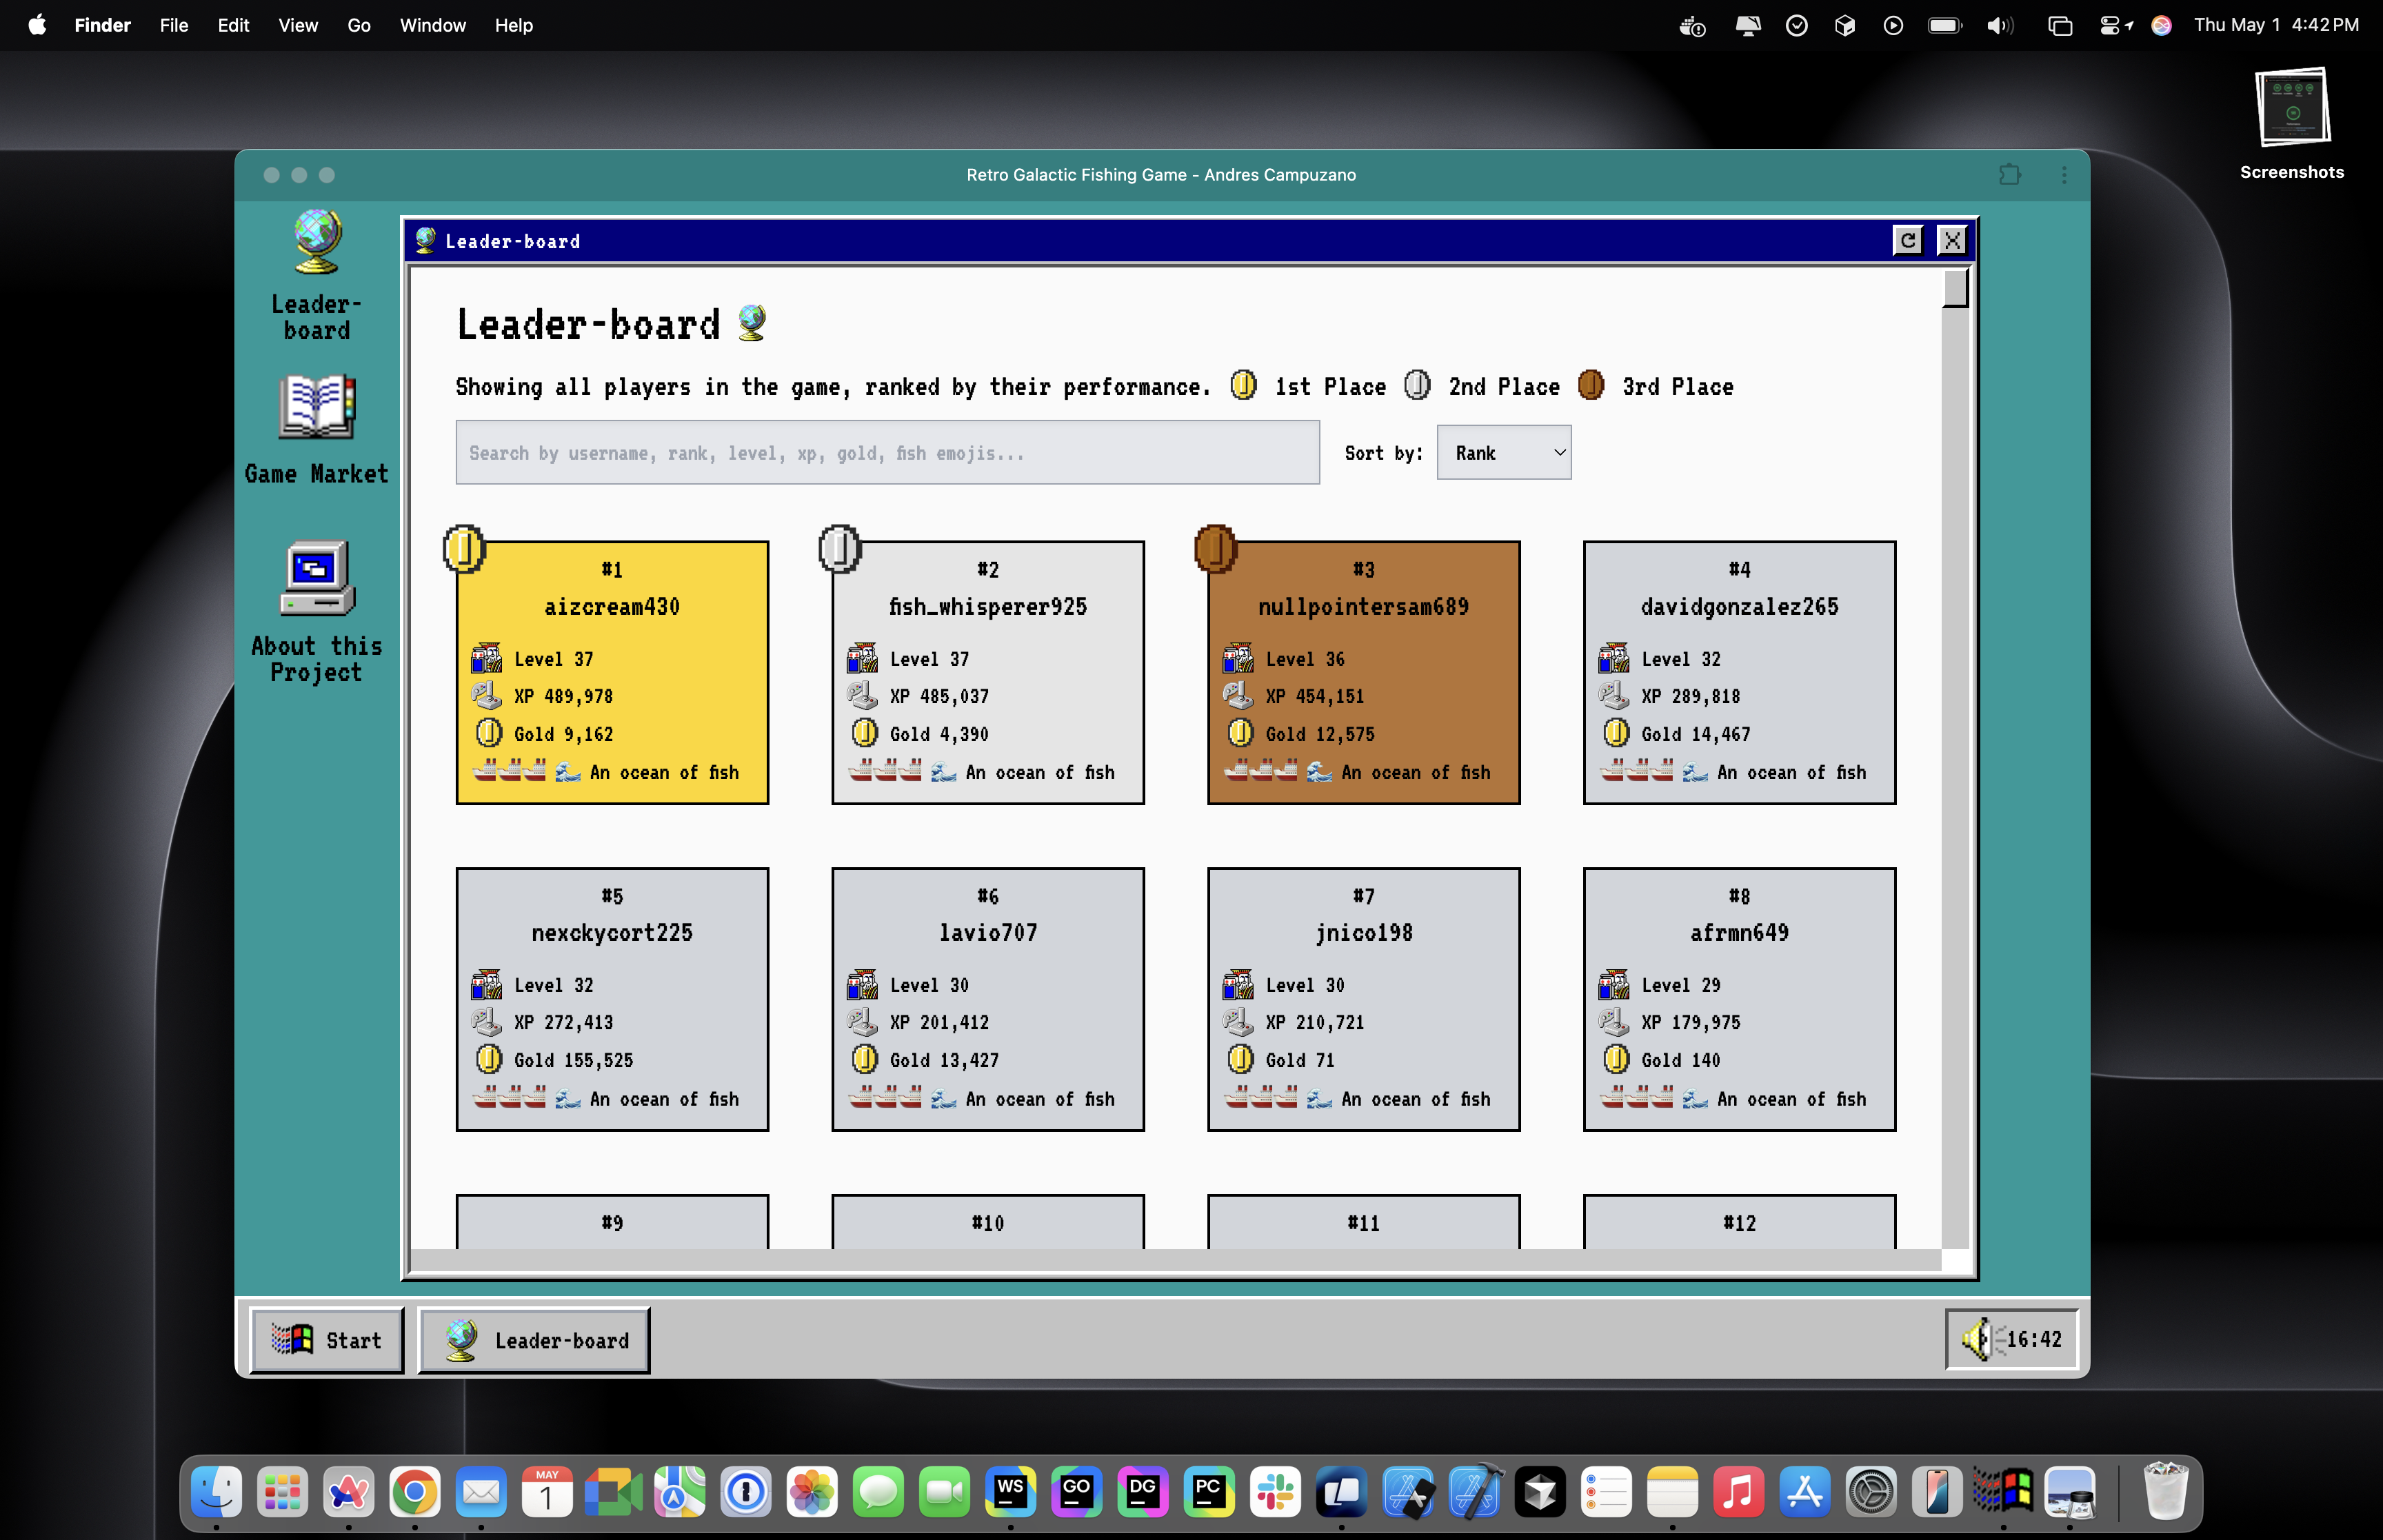 Finder File Edit View Go Window Help Thu May 1 4:42 PM
Screenshots
Retro Galactic Fishing Game - Andres Campuzano
Leader-
board
Game Market
About this
Project
Leader-board
Leader-board
Showing all players in the game, ranked by their performance. 1st Place 2nd Place 3rd Place
Search by username, rank, level, xp, gold, fish emojis...
Sort by: Rank
#1
aizcream430
Level 37
XP 489,978
Gold 9,162
An ocean of fish
#2
fish_whisperer925
Level 37
XP 485,037
Gold 4,390
An ocean of fish
#3
nullpointersam689
Level 36
XP 454,151
Gold 12,575
An ocean of fish
#4
davidgonzalez265
Level 32
XP 289,818
Gold 14,467
An ocean of fish
#5
nexckycort225
Level 32
XP 272,413
Gold 155,525
An ocean of fish
#6
lavio707
Level 30
XP 201,412
Gold 13,427
An ocean of fish
#7
jnico198
Level 30
XP 210,721
Gold 71
An ocean of fish
#8
afrmn649
Level 29
XP 179,975
Gold 140
An ocean of fish
#9
#10
#11
#12
Start
Leader-board
16:42
MAY
1
WS
GO
DG
PC